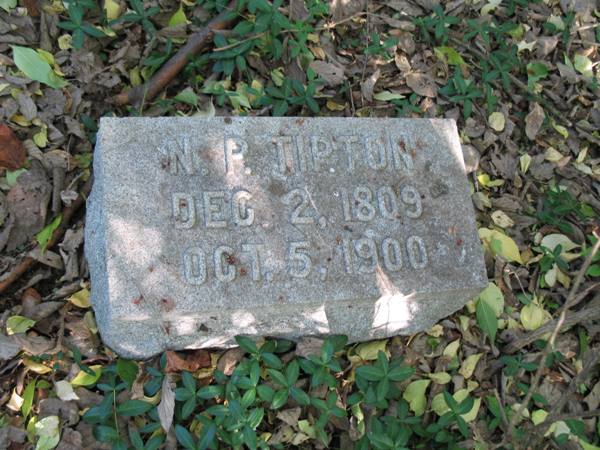 N. P. TIPTON
DEC. 2, 1809
OCT. 5, 1900